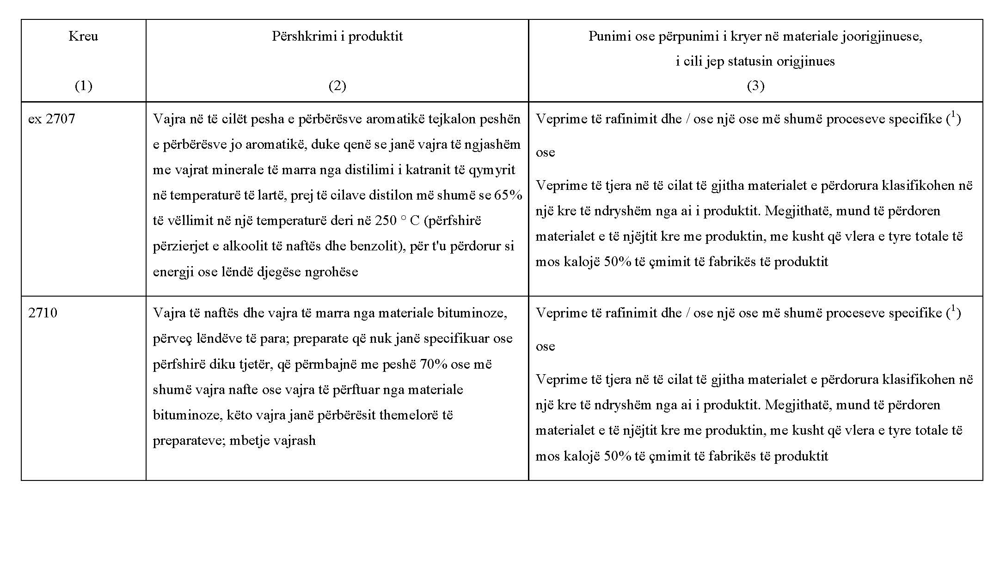 Kreu
(1)
Përshkrimi i produktit
(2)
Punimi ose përpunimi i kryer në materiale joorigjinuese,
i cili jep statusin origjinues
(3)
ex 2707
Vajra në të cilët pesha e përbërësve aromatikë tejkalon peshën
e përbërësve jo aromatikë, duke qenë se janë vajra të ngjashëm
me vajrat minerale të marra nga distilimi i katranit të qymyrit
në temperaturë të lartë, prej të cilave distilon më shumë se 65%
të vëllimit në një temperaturë deri në 250 ° C (përfshirë
përzierjet e alkoolit të naftës dhe benzolit), për t'u përdorur si
energji ose lëndë djegëse ngrohëse
Veprime të rafinimit dhe / ose një ose më shumë proceseve specifike (¹)
ose
Veprime të tjera në të cilat të gjitha materialet e përdorura klasifikohen në
një kre të ndryshëm nga ai i produktit. Megjithatë, mund të përdoren
materialet e të njëjtit kre me produktin, me kusht që vlera e tyre totale të
mos kalojë 50% të çmimit të fabrikës të produktit
2710
Vajra të naftës dhe vajra të marra nga materiale bituminoze,
përveç lëndëve të para; preparate që nuk janë specifikuar ose
përfshirë diku tjetër, që përmbajnë me peshë 70% ose më
shumë vajra nafte ose vajra të përftuar nga materiale
bituminoze, këto vajra janë përbërësit themelorë të
preparateve; mbetje vajrash
Veprime të rafinimit dhe / ose një ose më shumë proceseve specifike (¹)
ose
Veprime të tjera në të cilat të gjitha materialet e përdorura klasifikohen në
një kre të ndryshëm nga ai i produktit. Megjithatë, mund të përdoren
materialet e të njëjtit kre me produktin, me kusht që vlera e tyre totale të
mos kalojë 50% të çmimit të fabrikës të produktit